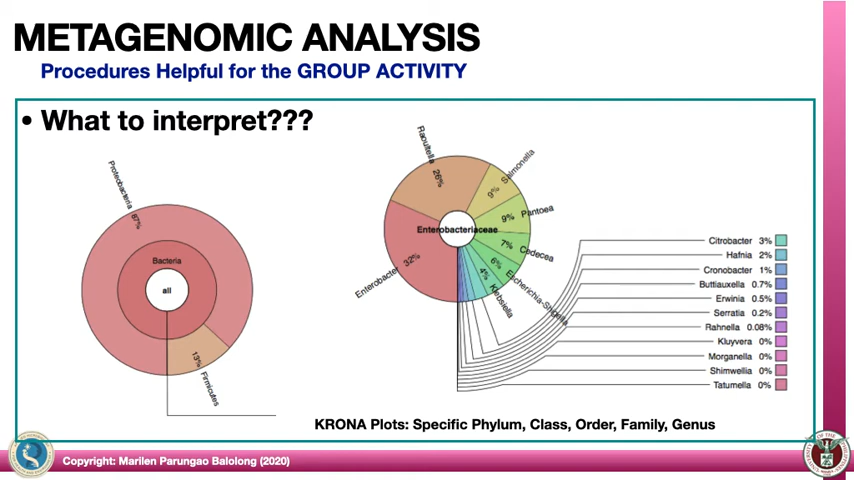 METAGENOMIC ANALYSIS
Procedures Helpful for the GROUP ACTIVITY
• What to interpret???
Proteobacteria 87%
Bacteria
all
13% Firmicutes
Raoultella 26%
Salmonella
9%
Pantoea
9%
Enterobacteriaceae
Cedecea
7%
Escherichia-Shigella
6%
Klebsiella
4%
Enterobacter 32%
Citrobacter 3%
Hafnia 2%
Cronobacter 1%
Buttiauxella 0.7%
Erwinia 0.5%
Serratia 0.2%
Rahnella 0.08%
Kluyvera 0%
Morganella 0%
Shimwellia 0%
Tatumella 0%
KRONA Plots: Specific Phylum, Class, Order, Family, Genus
Copyright: Marilen Parungao Balolong (2020)